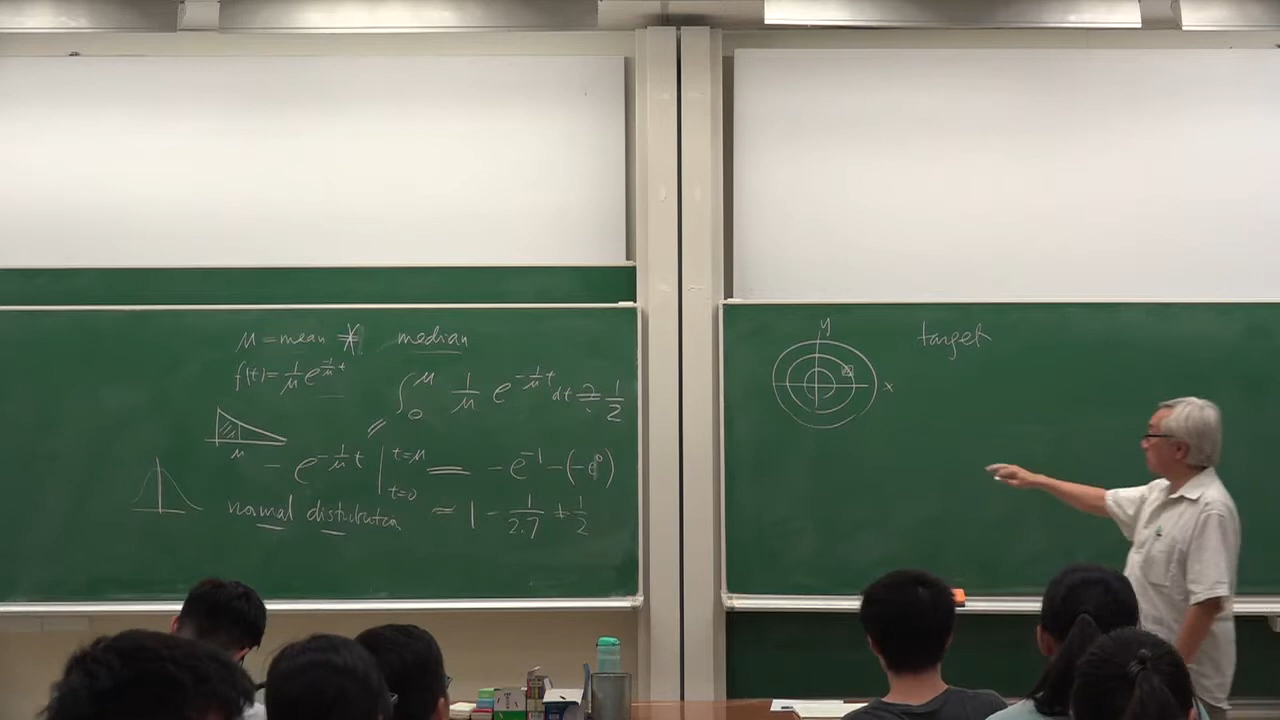 μ = mean ≠ median
f(t) = 1/μ e^{-1/μ t}
∫_0^μ 1/μ e^{-1/μ t} dt ≟ 1/2
μ
= - e^{-1/μ t} |_{t=0}^{t=μ} = - e^{-1} - (-e^0)
normal distribution ≈ 1 - 1/2.7 ≠ 1/2
y
x
target